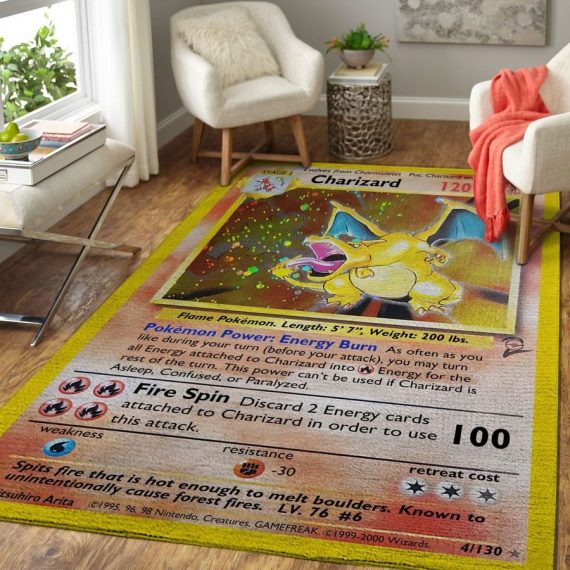 STAGE 2
Evolves from Charmeleon
Put Charizard on
Charizard
120
Flame Pokémon. Length: 5' 7", Weight: 200 lbs.
Pokémon Power: Energy Burn As often as you
like during your turn (before your attack), you may turn
all Energy attached to Charizard into Energy for the
rest of the turn. This power can't be used if Charizard is
Asleep, Confused, or Paralyzed.
Fire Spin Discard 2 Energy cards
attached to Charizard in order to use
this attack.
100
weakness
resistance
-30
retreat cost
Spits fire that is hot enough to melt boulders. Known to
unintentionally cause forest fires. LV. 76 #6
itsuhiro Arita
©1995, 96, 98 Nintendo, Creatures, GAMEFREAK. ©1999-2000 Wizards.
4/130